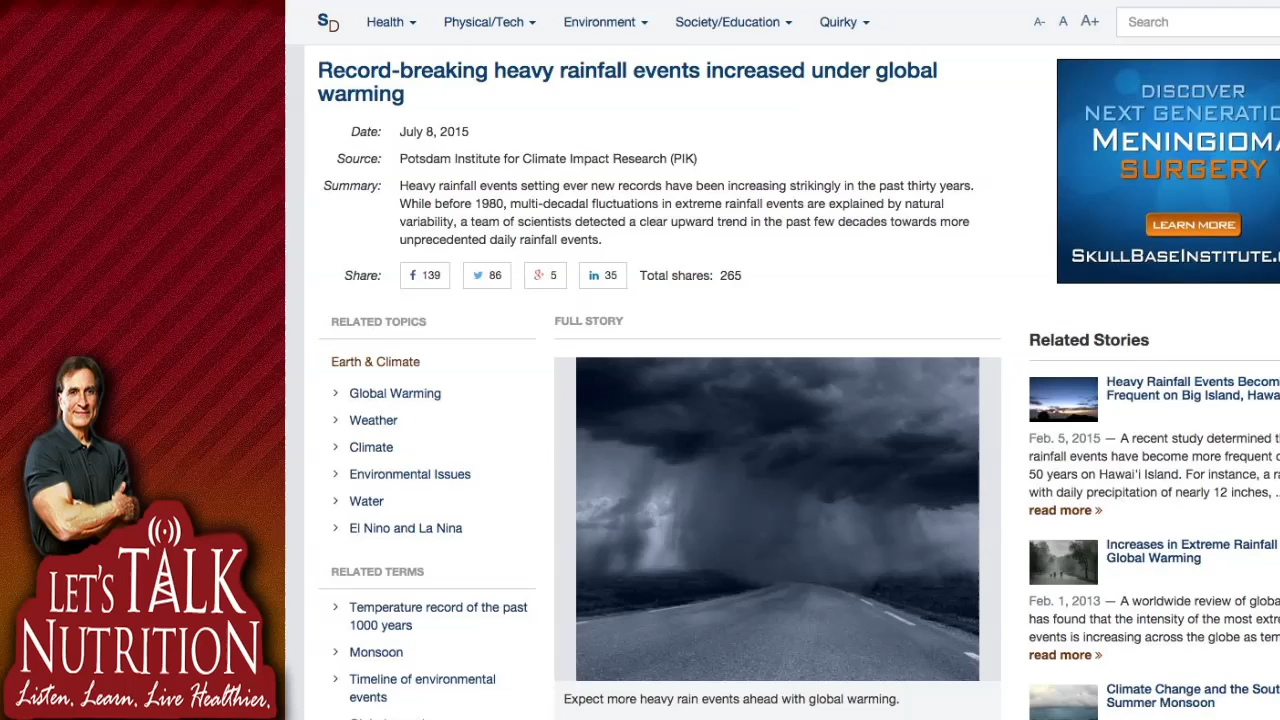 SD
Health
Physical/Tech
Environment
Society/Education
Quirky
A-
A
A+
Search
Record-breaking heavy rainfall events increased under global
warming
Date: July 8, 2015
Source: Potsdam Institute for Climate Impact Research (PIK)
Summary: Heavy rainfall events setting ever new records have been increasing strikingly in the past thirty years.
While before 1980, multi-decadal fluctuations in extreme rainfall events are explained by natural
variability, a team of scientists detected a clear upward trend in the past few decades towards more
unprecedented daily rainfall events.
Share: 139 86 5 in 35 Total shares: 265
DISCOVER
NEXT
MENINGIOMA
SURGERY
LEARN MORE
RELATED TOPICS
Earth & Climate
Global Warming
Weather
Climate
Environmental Issues
Water
El Nino and La Nina
RELATED TERMS
Temperature record of the past
1000 years
Monsoon
Timeline of environmental
events
FULL STORY
Expect more heavy rain events ahead with global warming.
Related Stories
Heavy Rainfall Events
Frequent on Big Island,
Feb. 5, 2015 — A recent study determined
rainfall events have become more frequent
50 years on Hawai'i Island. For instance, a
with daily precipitation of nearly 12 inches, ..
read more »
Increases in Extreme Rainfall
Global Warming
Feb. 1, 2013 — A worldwide review of
has found that the intensity of the most
events is increasing across the globe as
read more »
Climate Change and the
Summer Monsoon
LET'S TALK
NUTRITION
Listen. Learn. Live Healthier.